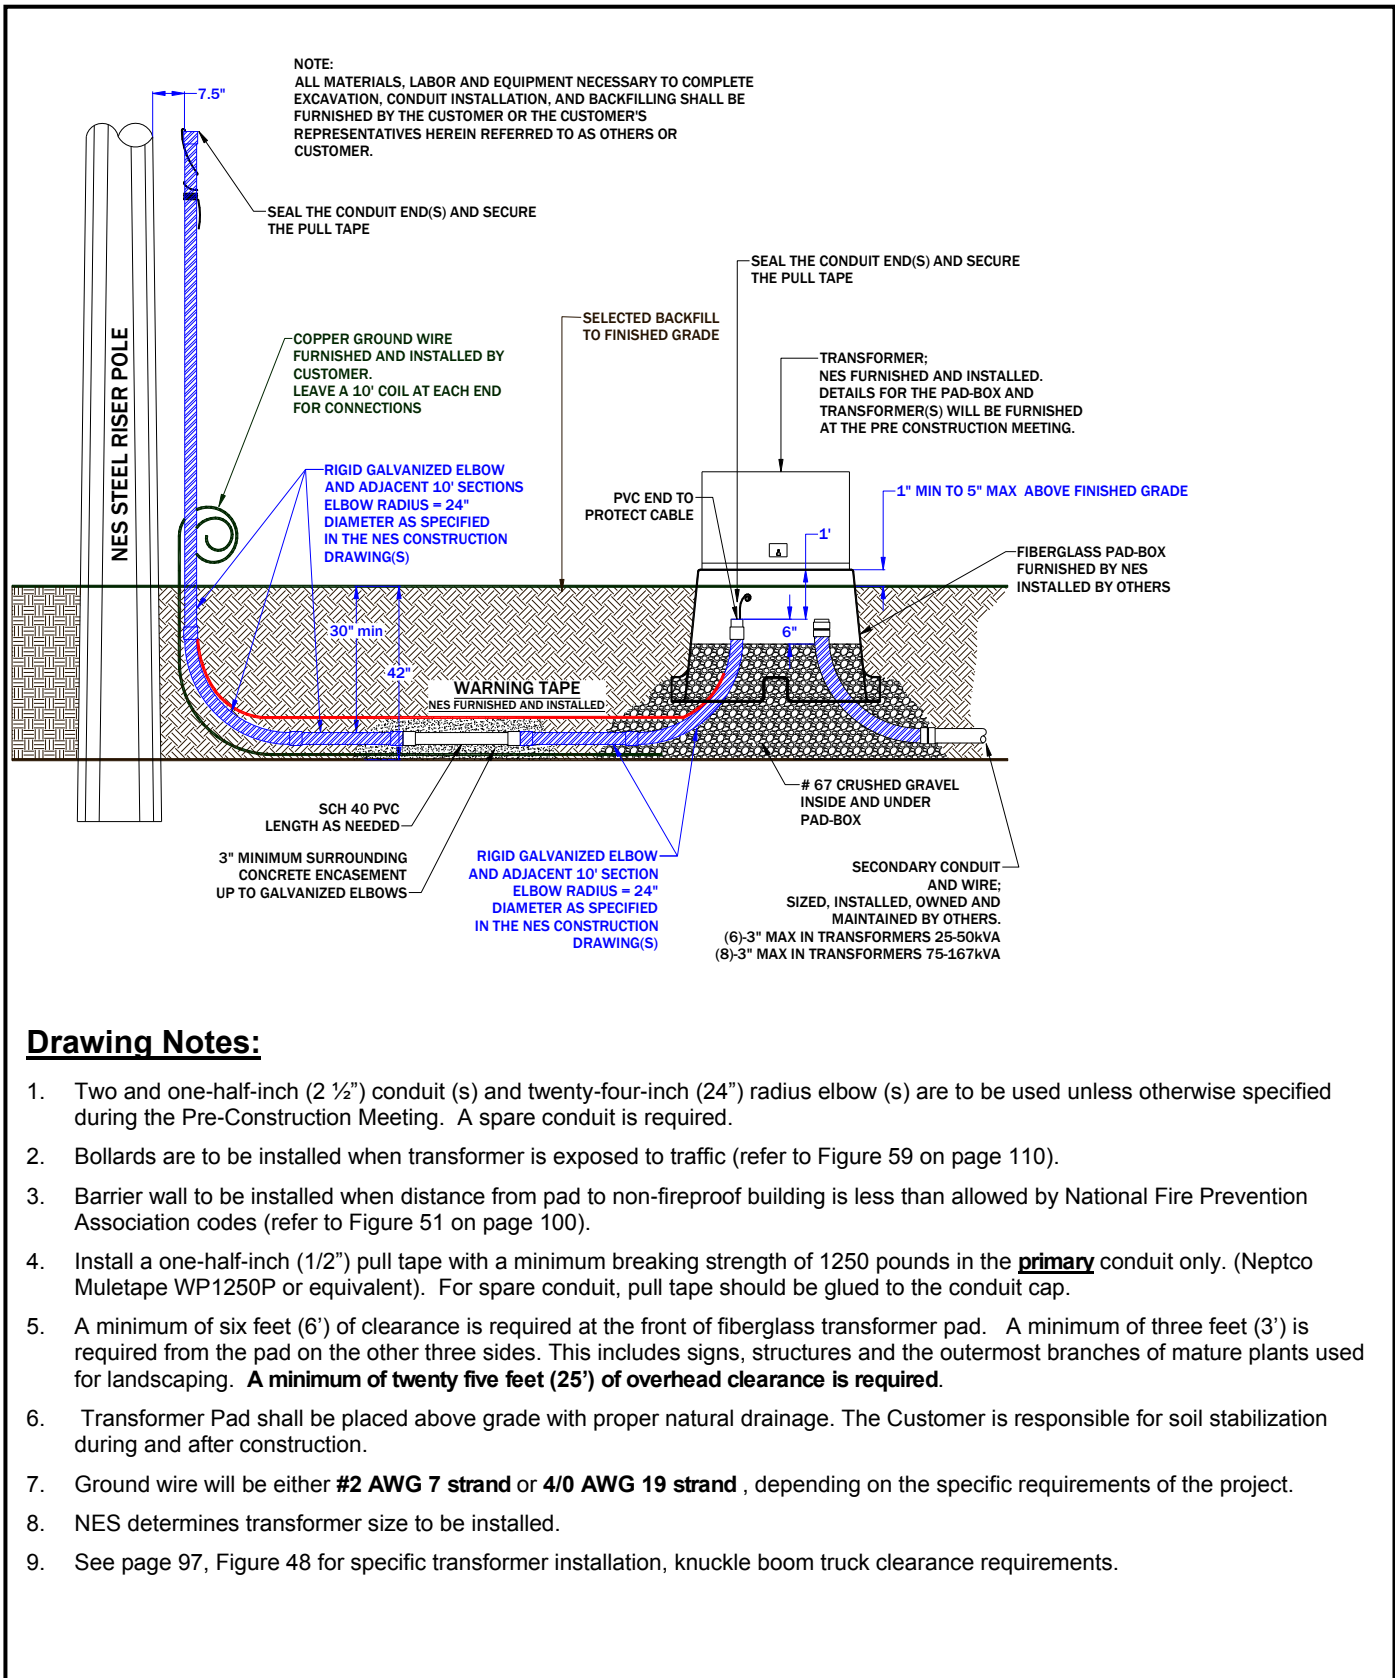 NOTE:
ALL MATERIALS, LABOR AND EQUIPMENT NECESSARY TO COMPLETE
EXCAVATION, CONDUIT INSTALLATION, AND BACKFILLING SHALL BE
FURNISHED BY THE CUSTOMER OR THE CUSTOMER'S
REPRESENTATIVES HEREIN REFERRED TO AS OTHERS OR
CUSTOMER.
7.5"
SEAL THE CONDUIT END(S) AND SECURE
THE PULL TAPE
SEAL THE CONDUIT END(S) AND SECURE
THE PULL TAPE
SELECTED BACKFILL
TO FINISHED GRADE
NES STEEL RISER POLE
COPPER GROUND WIRE
FURNISHED AND INSTALLED BY
CUSTOMER.
LEAVE A 10' COIL AT EACH END
FOR CONNECTIONS
TRANSFORMER;
NES FURNISHED AND INSTALLED.
DETAILS FOR THE PAD-BOX AND
TRANSFORMER(S) WILL BE FURNISHED
AT THE PRE CONSTRUCTION MEETING.
RIGID GALVANIZED ELBOW
AND ADJACENT 10' SECTIONS
ELBOW RADIUS = 24"
DIAMETER AS SPECIFIED
IN THE NES CONSTRUCTION
DRAWING(S)
PVC END TO
PROTECT CABLE
1" MIN TO 5" MAX ABOVE FINISHED GRADE
1'
FIBERGLASS PAD-BOX
FURNISHED BY NES
INSTALLED BY OTHERS
30" min
6"
42"
WARNING TAPE
NES FURNISHED AND INSTALLED
SCH 40 PVC
LENGTH AS NEEDED
# 67 CRUSHED GRAVEL
INSIDE AND UNDER
PAD-BOX
3" MINIMUM SURROUNDING
CONCRETE ENCASEMENT
UP TO GALVANIZED ELBOWS
RIGID GALVANIZED ELBOW
AND ADJACENT 10' SECTION
ELBOW RADIUS = 24"
DIAMETER AS SPECIFIED
IN THE NES CONSTRUCTION
DRAWING(S)
SECONDARY CONDUIT
AND WIRE;
SIZED, INSTALLED, OWNED AND
MAINTAINED BY OTHERS.
(6)-3" MAX IN TRANSFORMERS 25-50kVA
(8)-3" MAX IN TRANSFORMERS 75-167kVA
Drawing Notes:
1. Two and one-half-inch (2 ½”) conduit (s) and twenty-four-inch (24”) radius elbow (s) are to be used unless otherwise specified
during the Pre-Construction Meeting. A spare conduit is required.
2. Bollards are to be installed when transformer is exposed to traffic (refer to Figure 59 on page 110).
3. Barrier wall to be installed when distance from pad to non-fireproof building is less than allowed by National Fire Prevention
Association codes (refer to Figure 51 on page 100).
4. Install a one-half-inch (1/2”) pull tape with a minimum breaking strength of 1250 pounds in the primary conduit only. (Neptco
Muletape WP1250P or equivalent). For spare conduit, pull tape should be glued to the conduit cap.
5. A minimum of six feet (6’) of clearance is required at the front of fiberglass transformer pad. A minimum of three feet (3’) is
required from the pad on the other three sides. This includes signs, structures and the outermost branches of mature plants used
for landscaping. A minimum of twenty five feet (25’) of overhead clearance is required.
6. Transformer Pad shall be placed above grade with proper natural drainage. The Customer is responsible for soil stabilization
during and after construction.
7. Ground wire will be either #2 AWG 7 strand or 4/0 AWG 19 strand , depending on the specific requirements of the project.
8. NES determines transformer size to be installed.
9. See page 97, Figure 48 for specific transformer installation, knuckle boom truck clearance requirements.